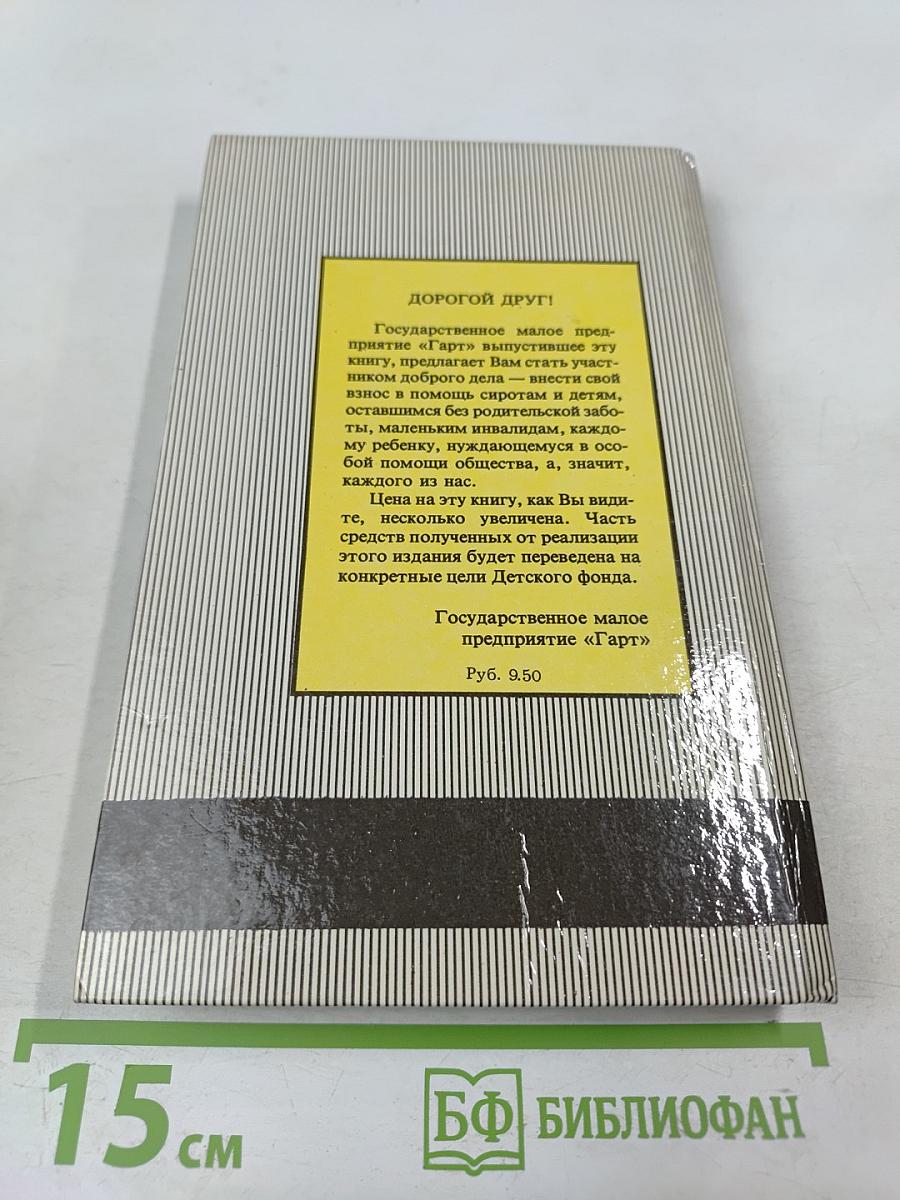 ДОРОГОЙ ДРУГ!
Государственное малое пред-
приятие «Гарт» выпустившее эту
книгу, предлагает Вам стать участ-
ником доброго дела — внести свой
взнос в помощь сиротам и детям,
оставшимся без родительской забо-
ты, маленьким инвалидам, каждо-
му ребенку, нуждающемуся в осо-
бой помощи общества, а, значит,
каждого из нас.
Цена на эту книгу, как Вы види-
те, несколько увеличена. Часть
средств полученных от реализации
этого издания будет переведена на
конкретные цели Детского фонда.
Государственное малое
предприятие «Гарт»
Руб. 9.50
15 см
БФ БИБЛИОФАН